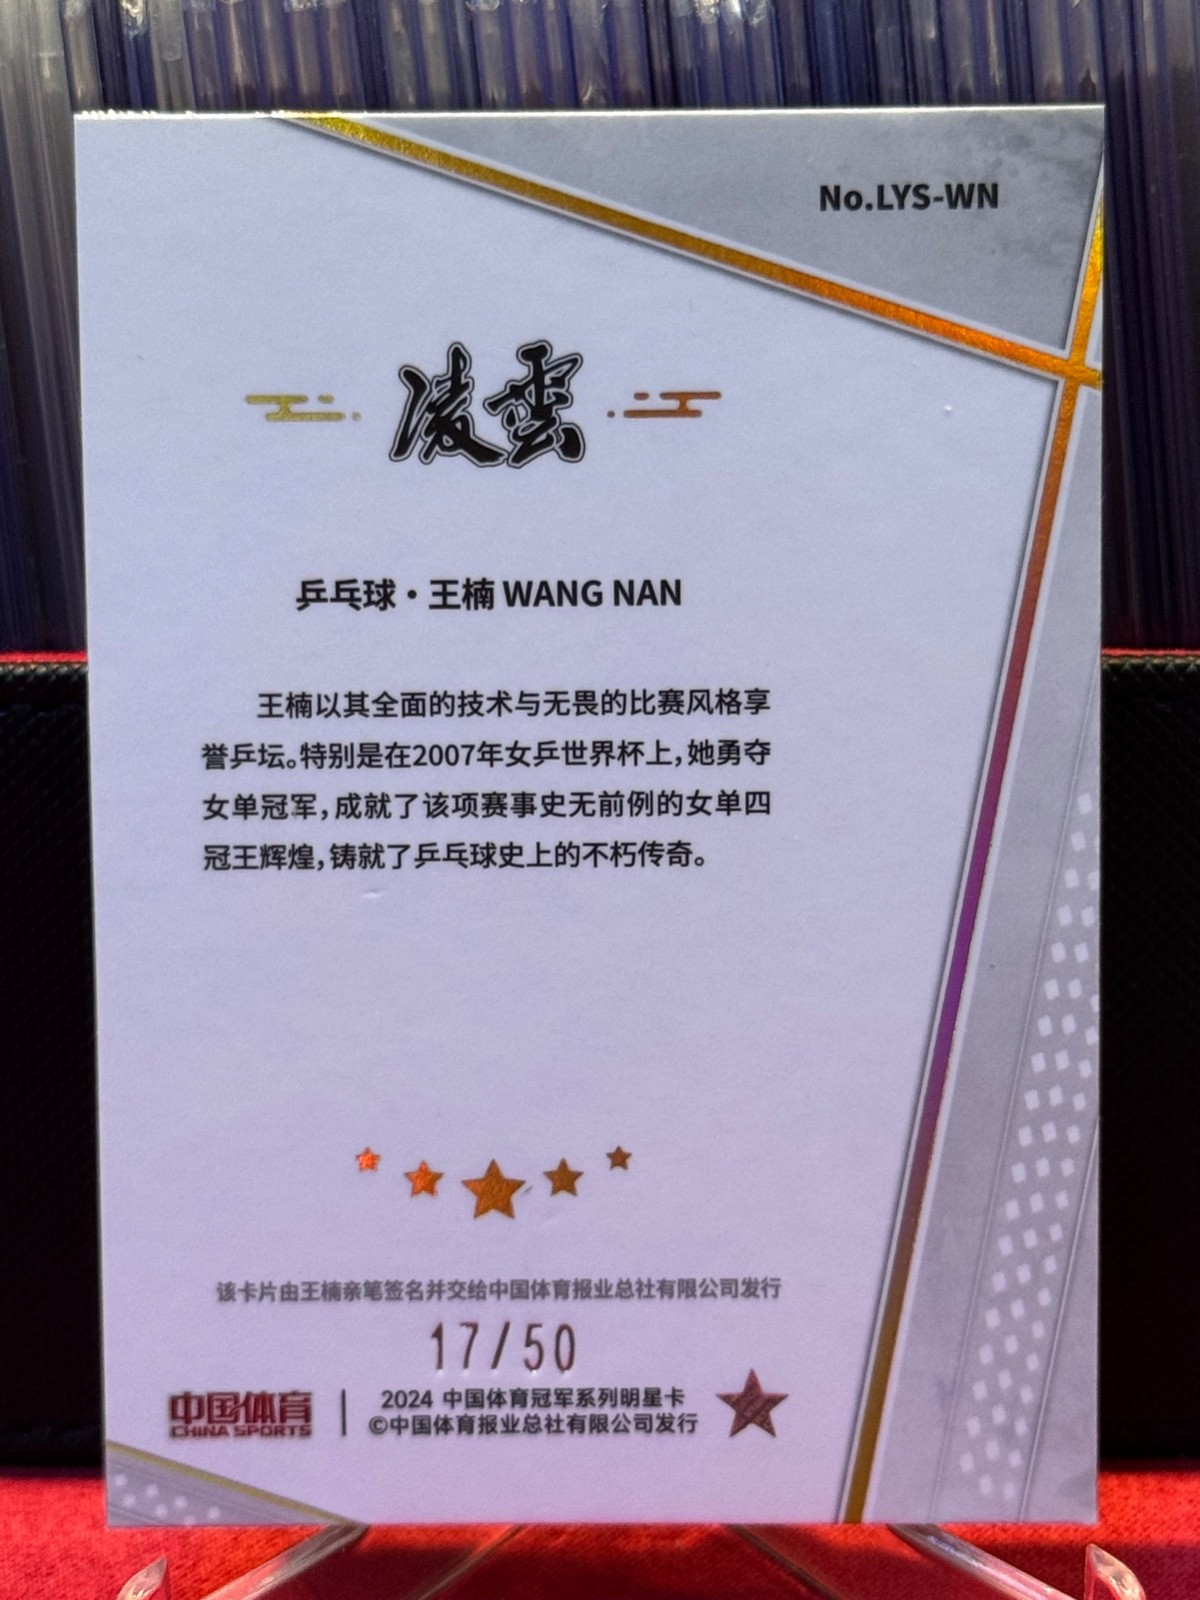 No.LYS-WN
凌雲
乒乓球·王楠 WANG NAN
王楠以其全面的技术与无畏的比赛风格享
誉乒坛。特别是在2007年女乒世界杯上,她勇夺
女单冠军,成就了该项赛事史无前例的女单四
冠王辉煌,铸就了乒乓球史上的不朽传奇。
该卡片由王楠亲笔签名并交给中国体育报业总社有限公司发行
17/50
中国体育
CHINA SPORTS
2024 中国体育冠军系列明星卡
©中国体育报业总社有限公司发行